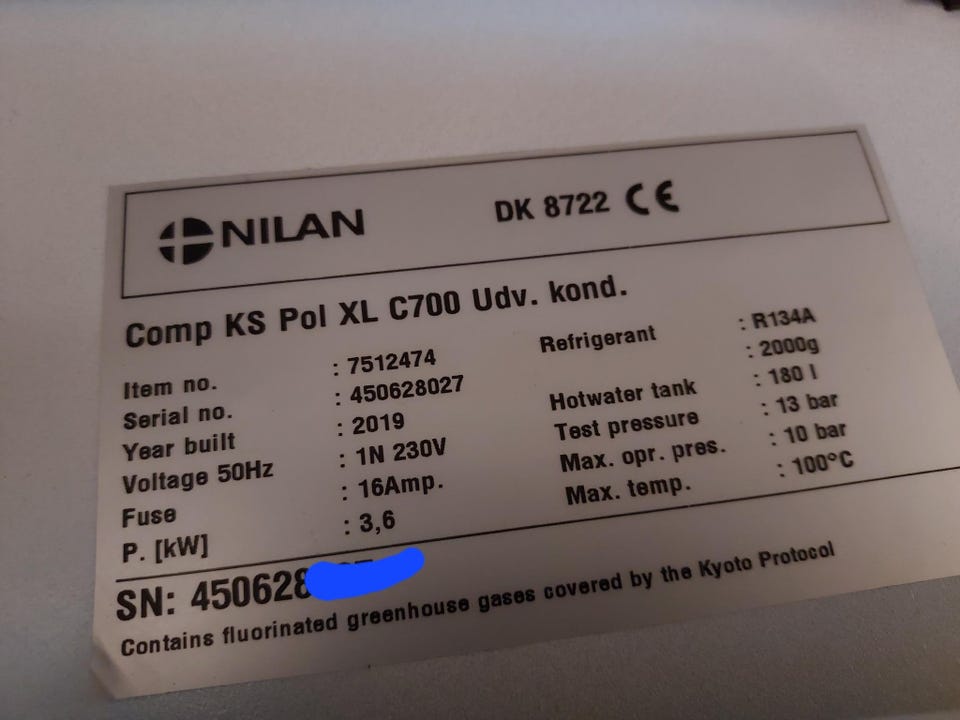 NILAN DK 8722 CE
Comp KS Pol XL C700 Udv. kond.
Item no. : 7512474
Serial no. : 450628027
Year built : 2019
Voltage 50Hz : 1N 230V
Fuse : 16Amp.
P. [kW] : 3,6
Refrigerant : R134A
: 2000g
Hotwater tank : 180 l
Test pressure : 13 bar
Max. opr. pres. : 10 bar
Max. temp. : 100°C
SN: 450628
Contains fluorinated greenhouse gases covered by the Kyoto Protocol